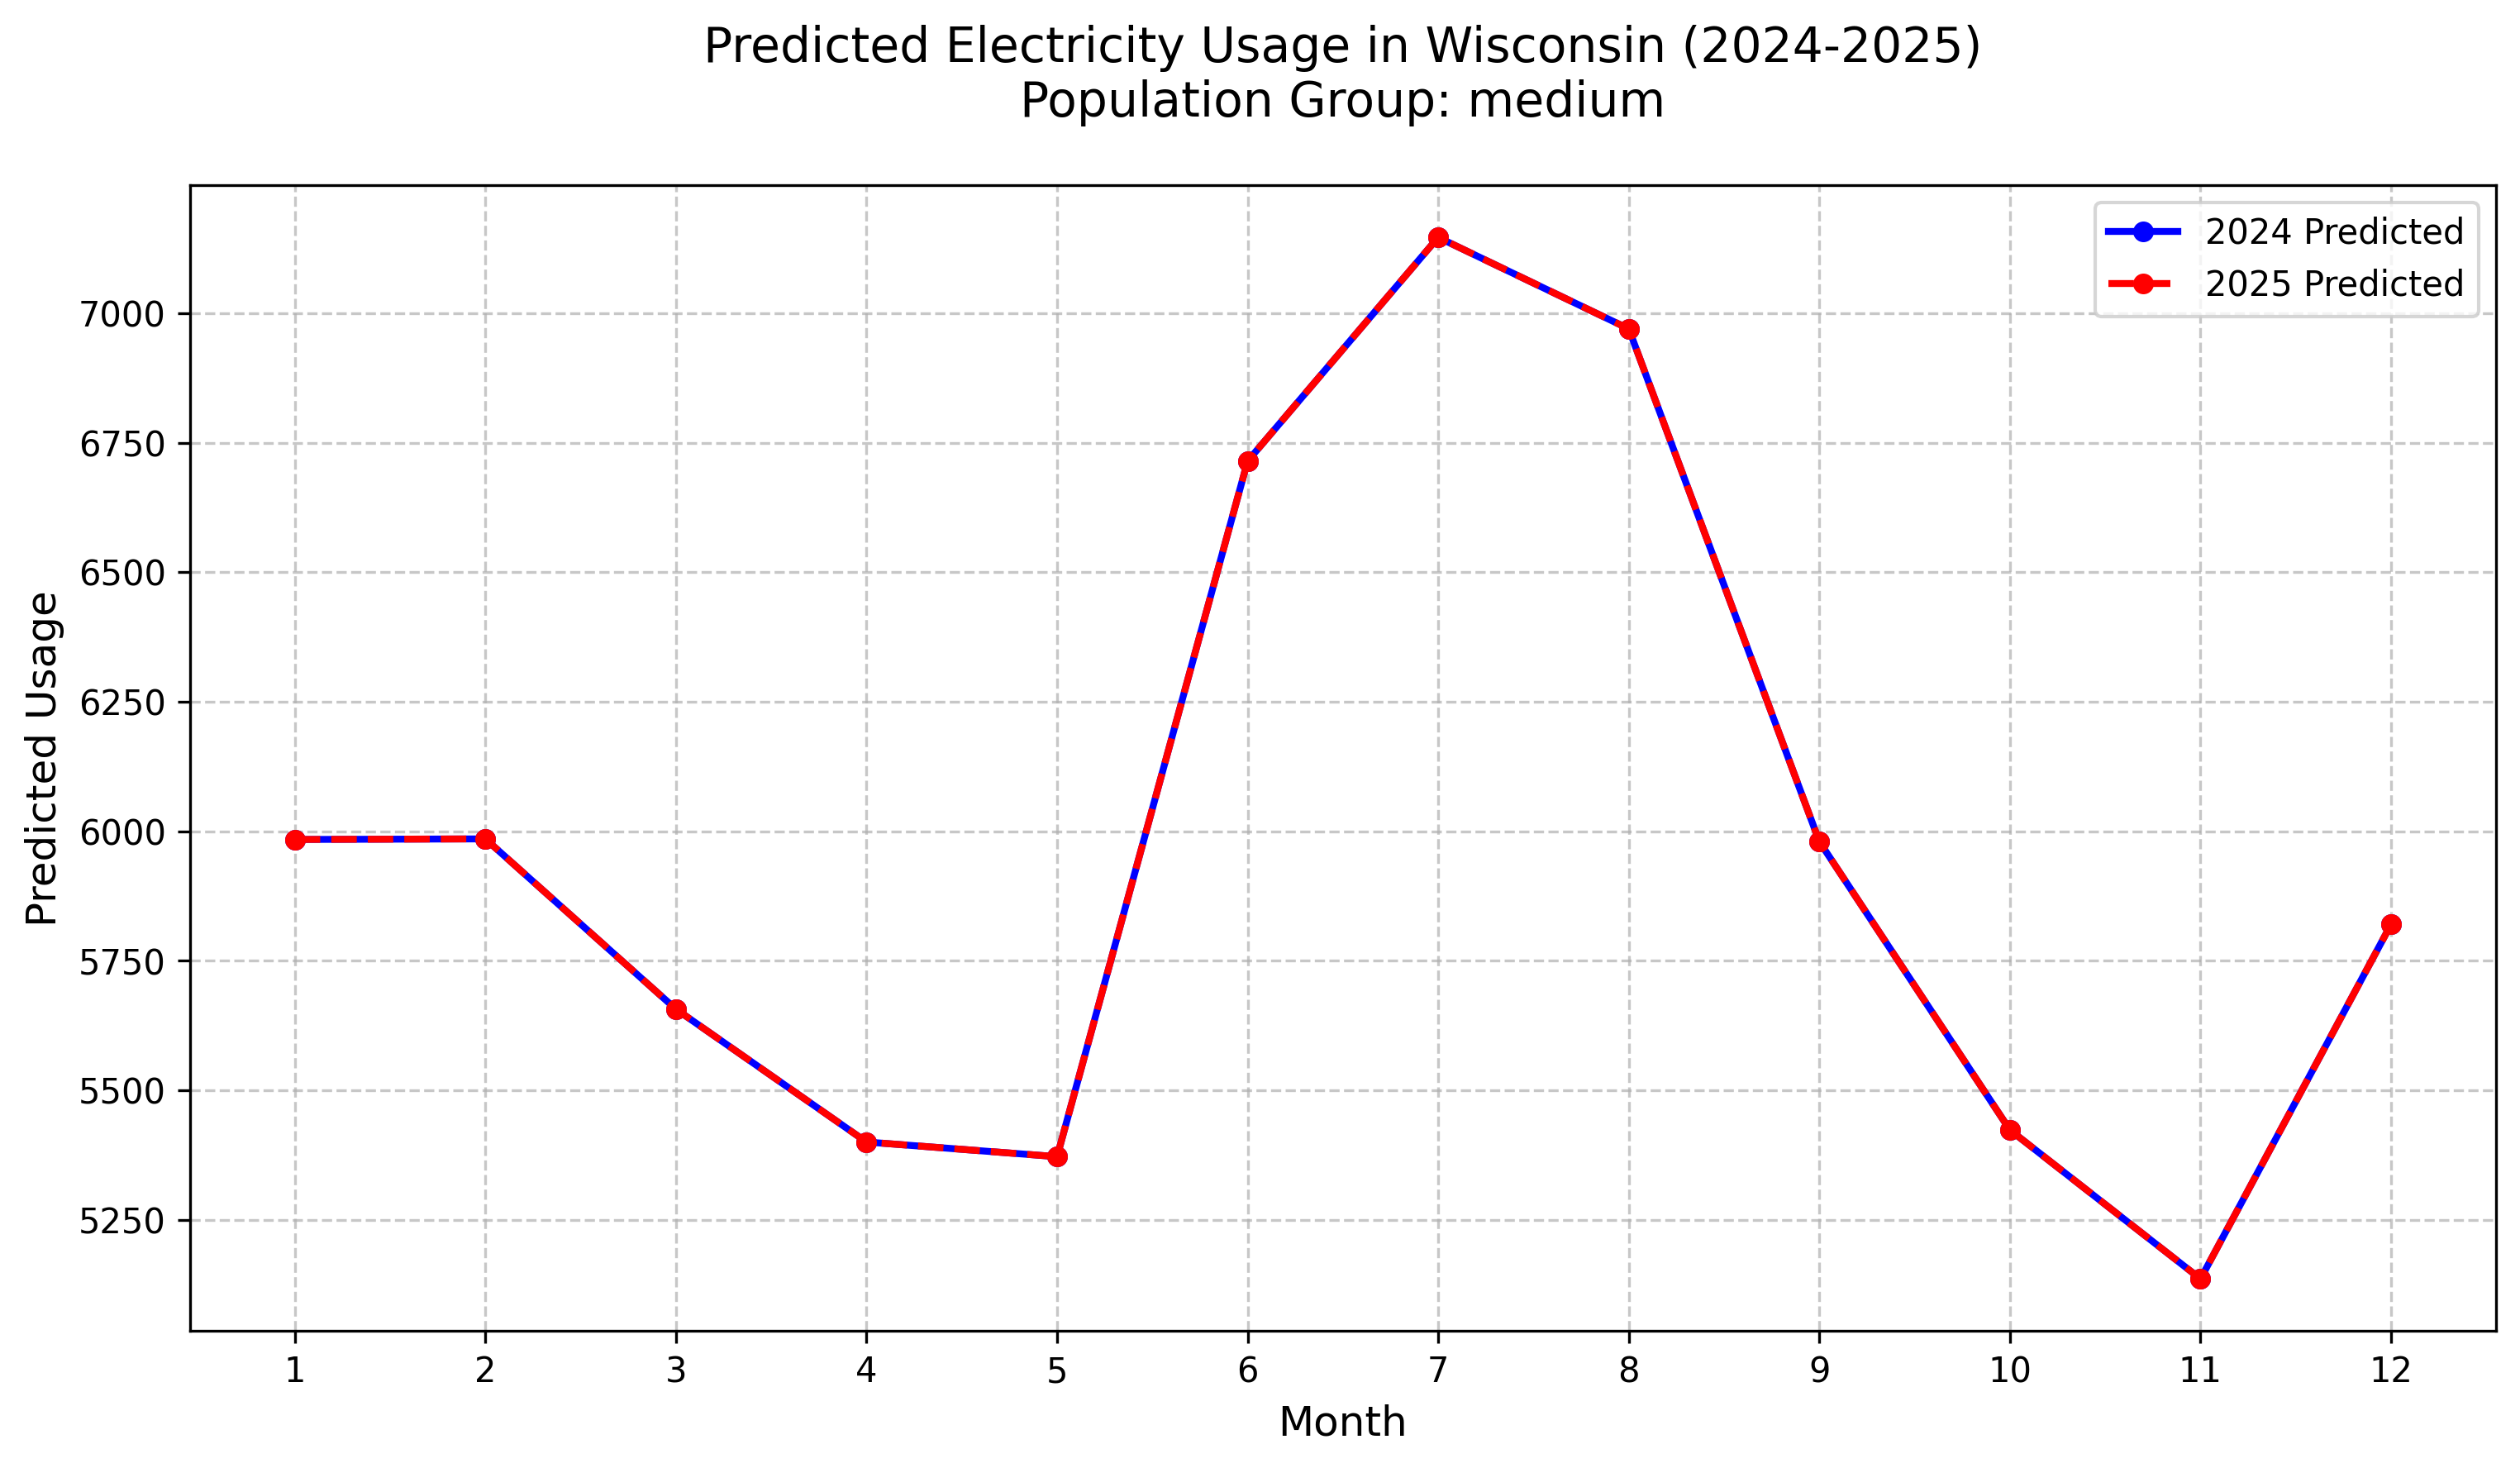 Predicted Electricity Usage in Wisconsin (2024-2025)
Population Group: medium
2024 Predicted
2025 Predicted
Predicted Usage
7000
6750
6500
6250
6000
5750
5500
5250
1 2 3 4 5 6 7 8 9 10 11 12
Month